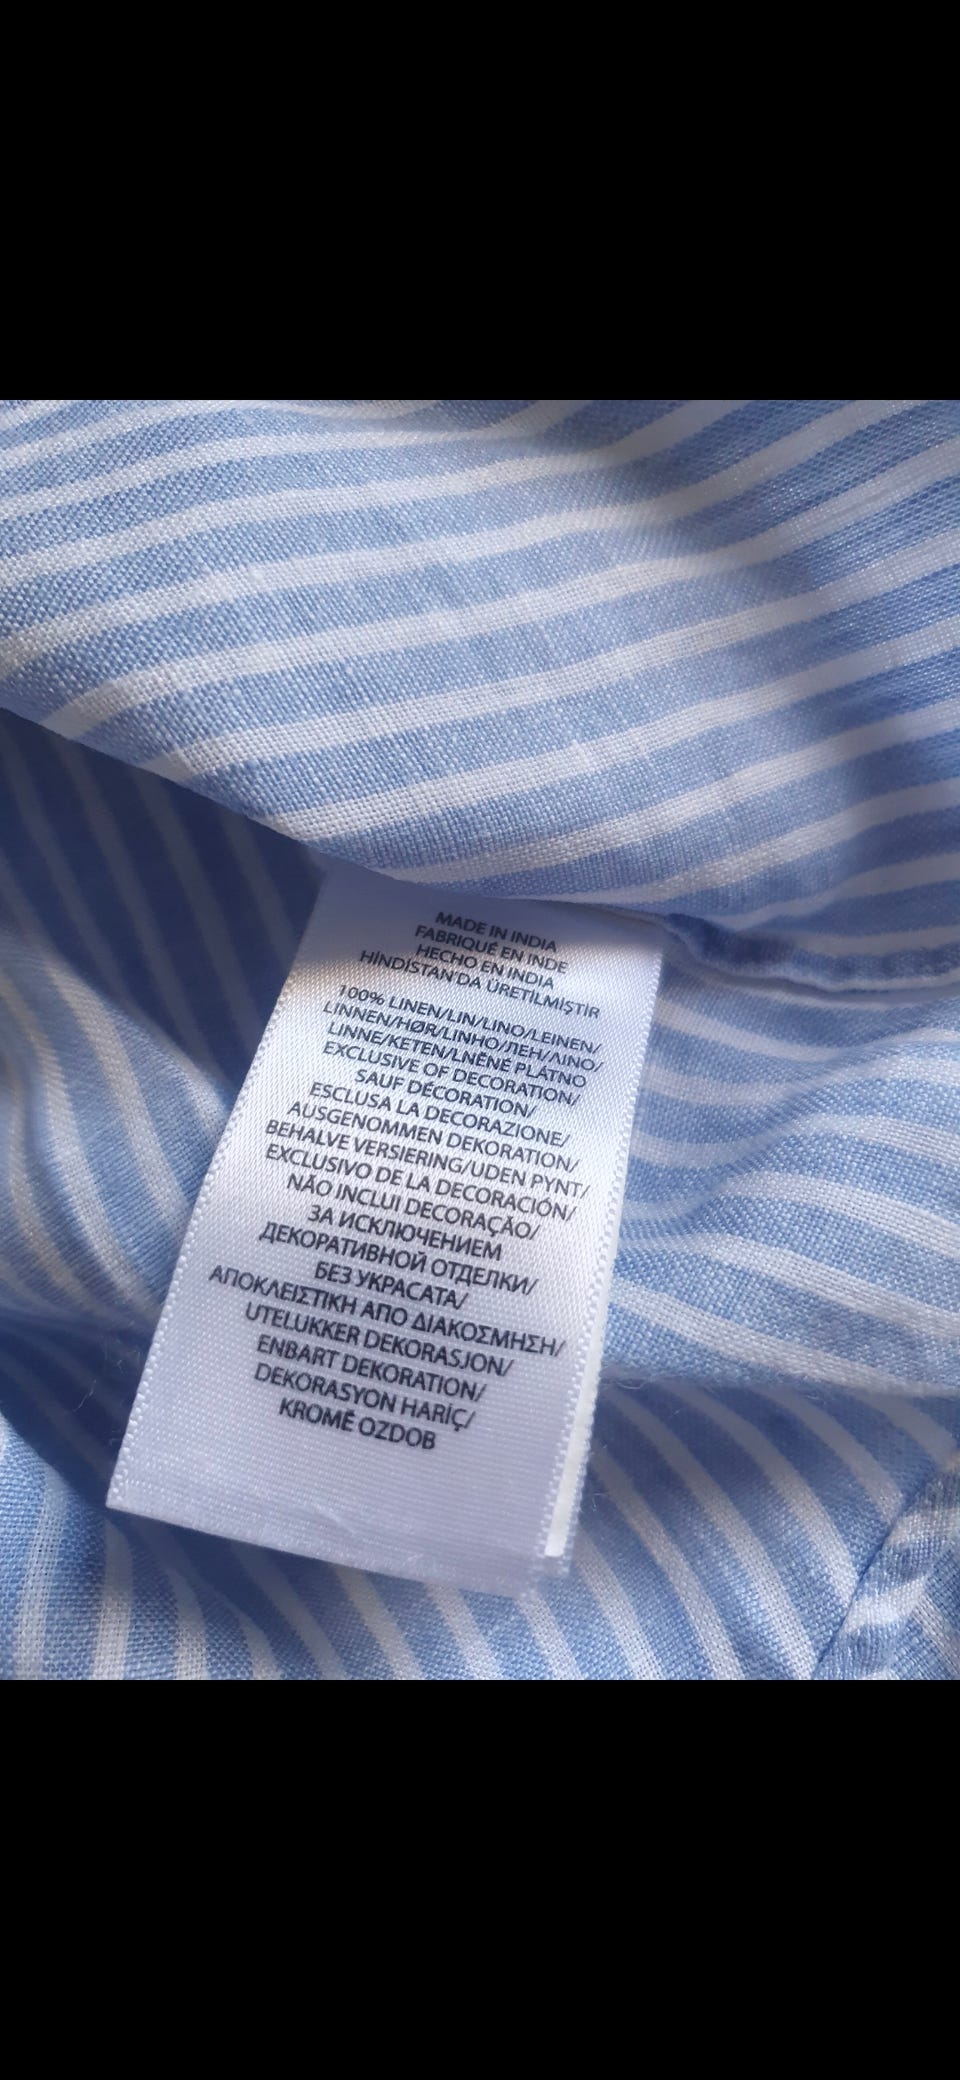 MADE IN INDIA
FABRIQUÉ EN INDE
HECHO EN INDIA
HİNDİSTAN'DA ÜRETİLMİŞTİR
100% LINEN/LIN/LINO/LEINEN/
LINNEN/HØR/LINHO/ЛЕН/ΛΙΝΟ/
LINNE/KETEN/LNĚNÉ PLATNO
EXCLUSIVE OF DECORATION/
SAUF DÉCORATION/
ESCLUSA LA DECORAZIONE/
AUSGENOMMEN DEKORATION/
BEHALVE VERSIERING/UDEN PYNT/
EXCLUSIVO DE LA DECORACIÓN/
NÃO INCLUI DECORAÇÃO/
ЗА ИСКЛЮЧЕНИЕМ
ДЕКОРАТИВНОЙ ОТДЕЛКИ/
БЕЗ УКРАСАТА/
ΑΠΟΚΛΕΙΣΤΙΚΗ ΑΠΟ ΔΙΑΚΟΣΜΗΣΗ/
UTELUKKER DEKORASJON/
ENBART DEKORATION/
DEKORASYON HARİÇ/
KROMĚ OZDOB